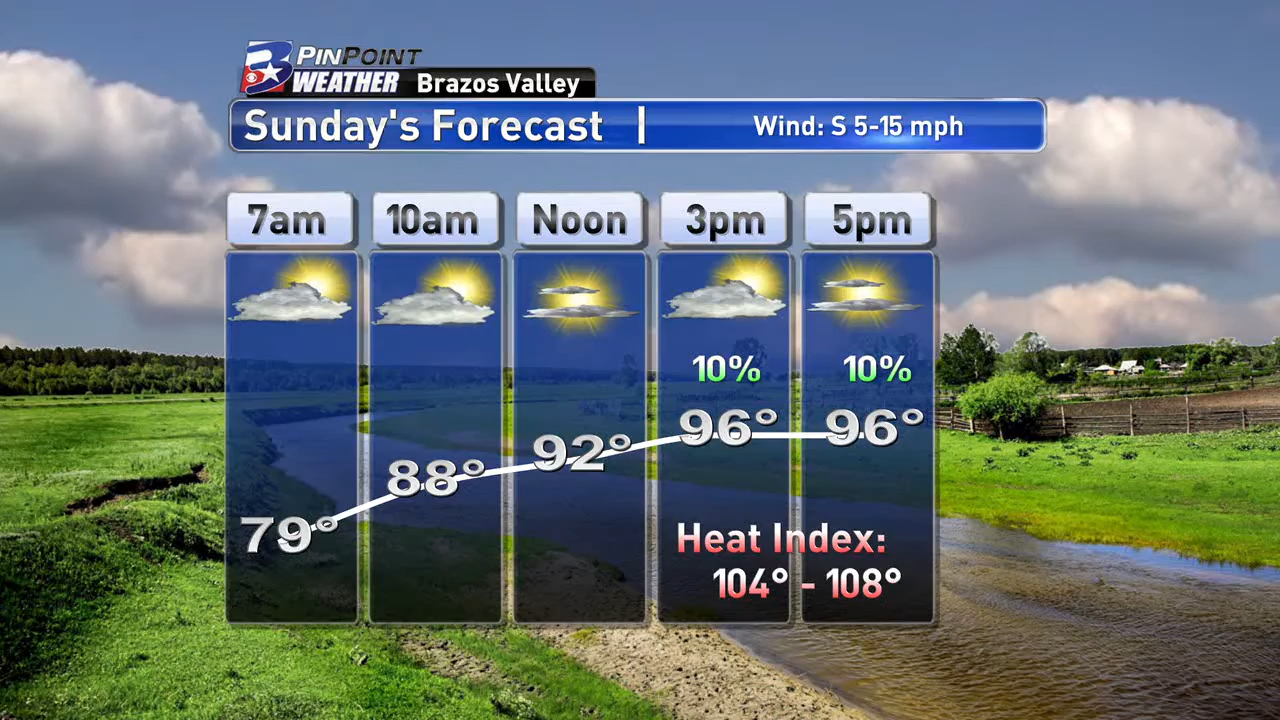 PINPOINT
WEATHER Brazos Valley
Sunday's Forecast | Wind: S 5-15 mph
7am 10am Noon 3pm 5pm
10% 10%
79° 88° 92° 96° 96°
Heat Index:
104° - 108°